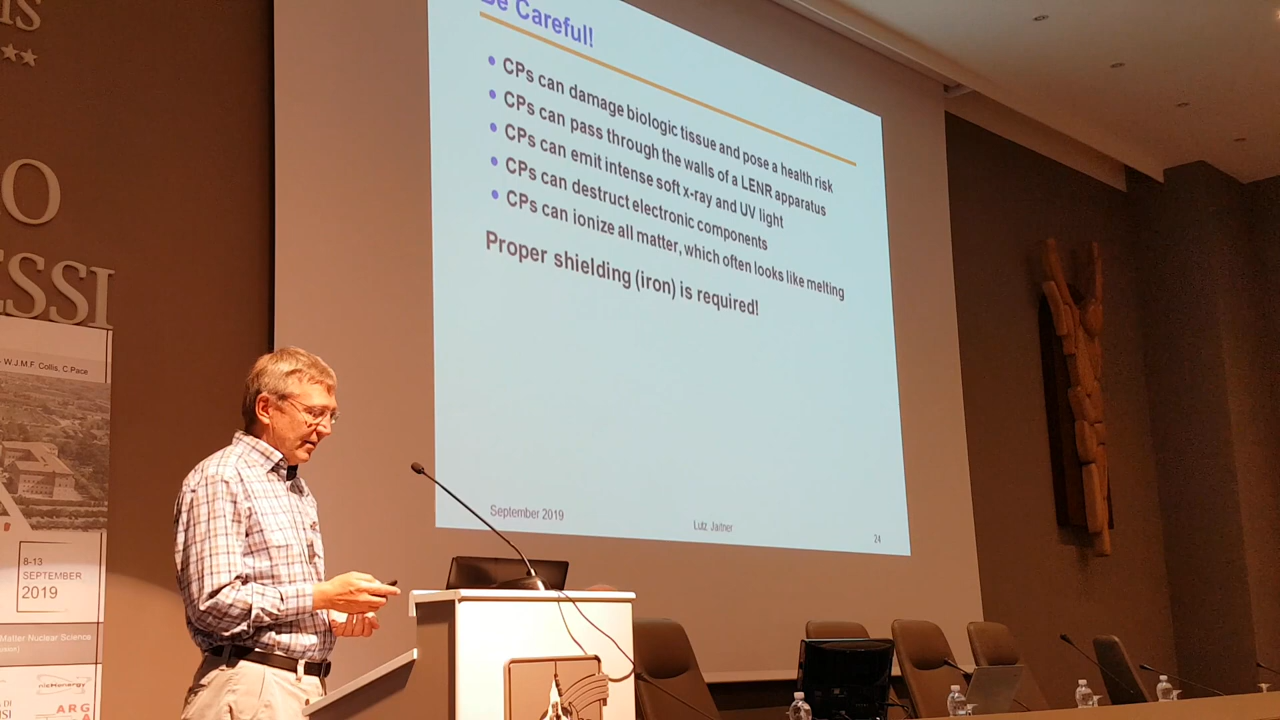 Be Careful!
CPs can damage biologic tissue and pose a health risk
CPs can pass through the walls of a LENR apparatus
CPs can emit intense soft x-ray and UV light
CPs can destruct electronic components
CPs can ionize all matter, which often looks like melting
Proper shielding (iron) is required!
September 2019
Lutz Jaitner
24
O
SSI
W.J.M.F. Collis, C.Pace
8-13
SEPTEMBER
2019
Matter Nuclear Science
ARG